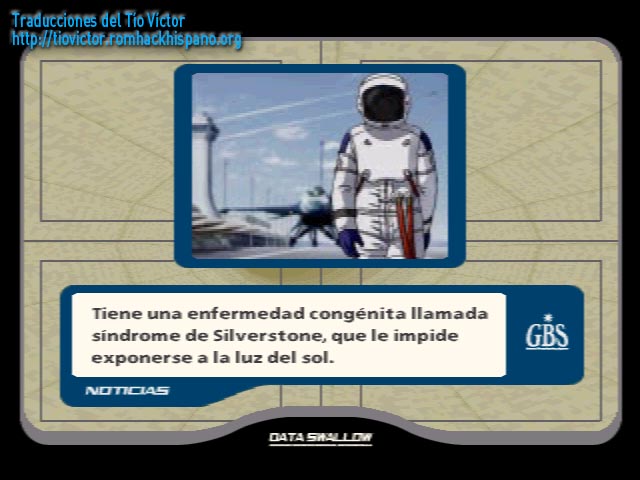 Traducciones del Tio Victor
http://tiovictor.romhackhispano.org
Tiene una enfermedad congénita llamada
síndrome de Silverstone, que le impide
exponerse a la luz del sol.
GBS
NOTICIAS
DATA SWALLOW